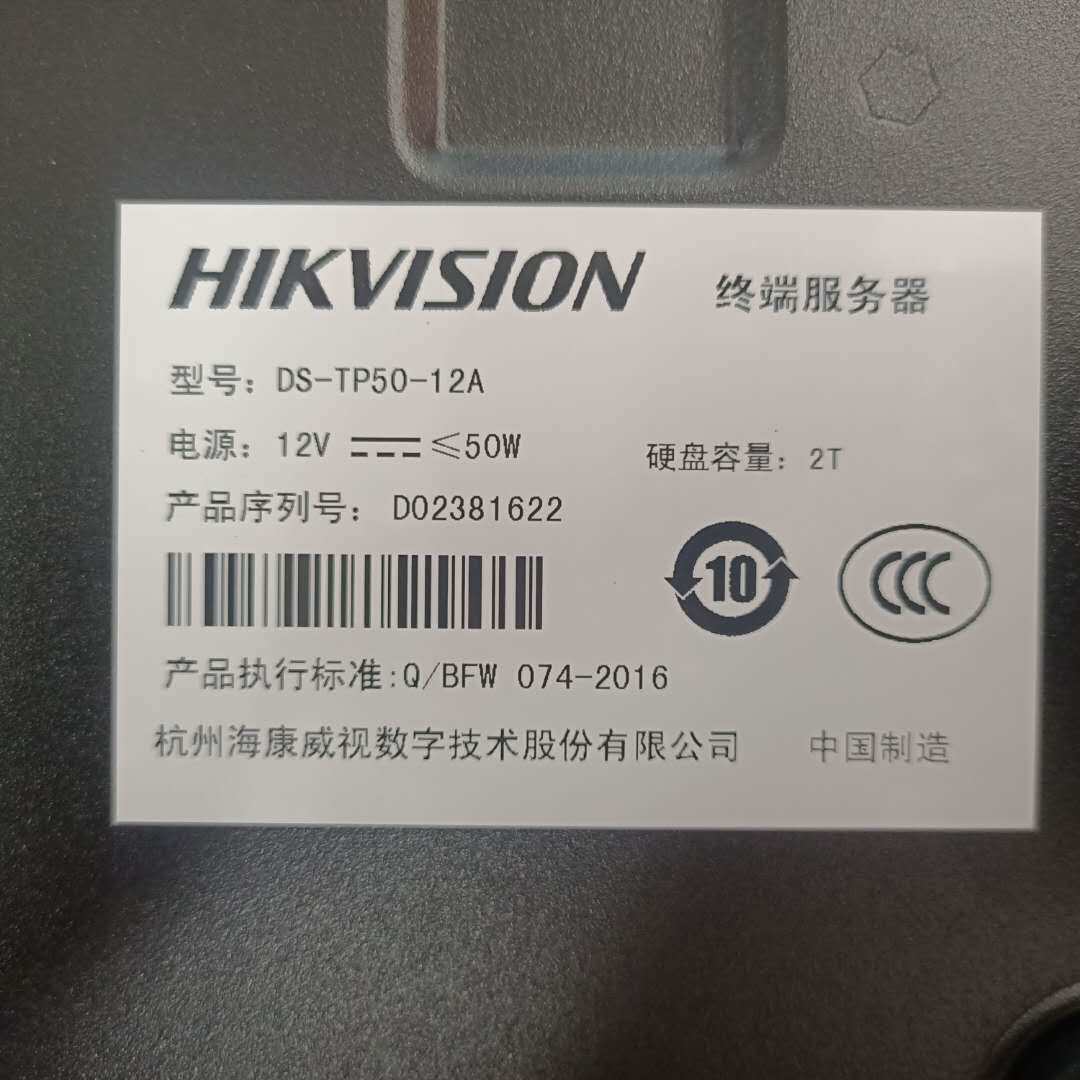 HIKVISION 终端服务器
型号：DS-TP50-12A
电源：12V ≤50W
硬盘容量：2T
产品序列号： D02381622
10
CCC
产品执行标准:Q/BFW 074-2016
杭州海康威视数字技术股份有限公司 中国制造